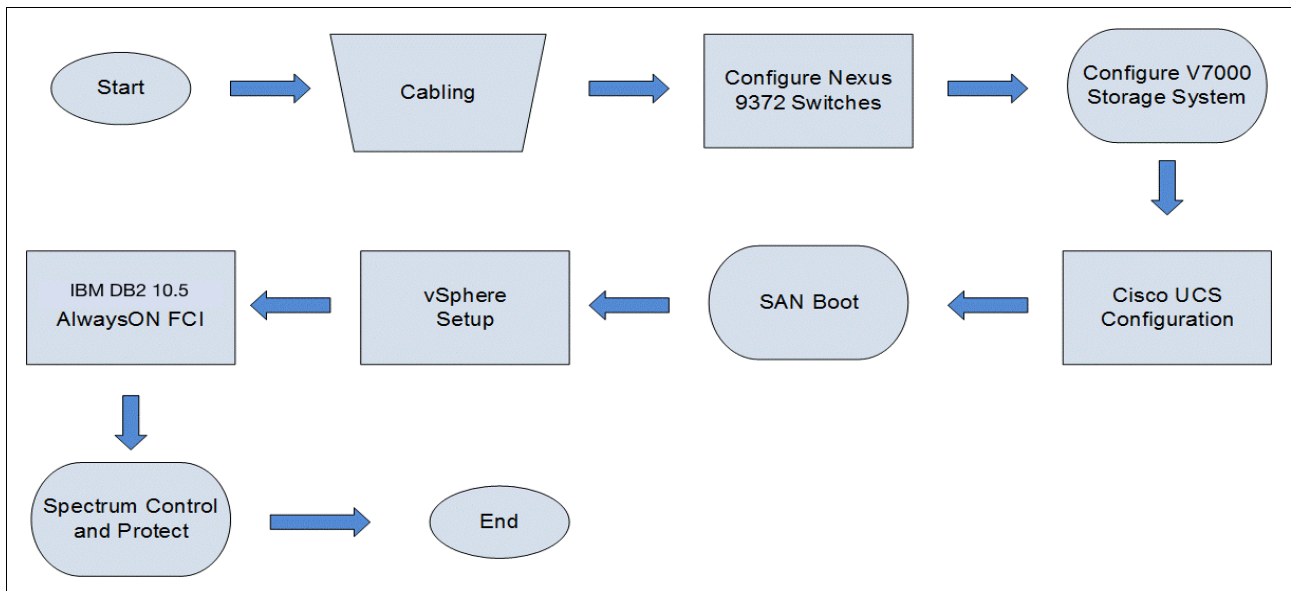 Start
Cabling
Configure Nexus
9372 Switches
Configure V7000
Storage System
Cisco UCS
Configuration
SAN Boot
vSphere
Setup
IBM DB2 10.5
AlwaysON FCI
Spectrum Control
and Protect
End